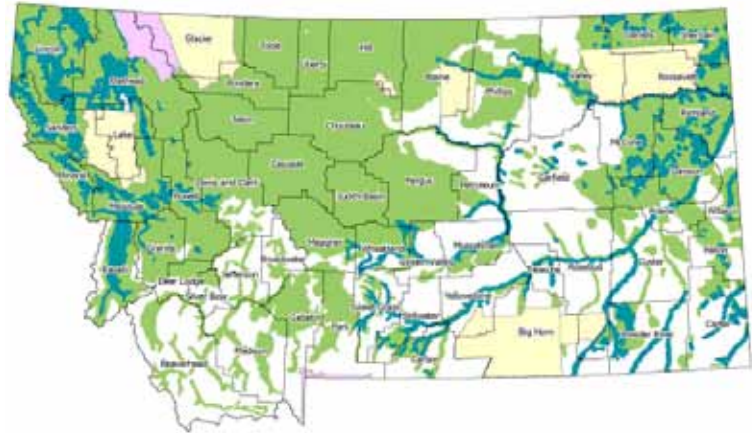 Lincoln
Glacier
Toole
Liberty
Hill
Daniels
Sheridan
Flathead
Pondera
Blaine
Phillips
Valley
Roosevelt
Sanders
Lake
Teton
Chouteau
Richland
Mineral
Missoula
Powell
Lewis and Clark
Cascade
Judith Basin
Fergus
Petroleum
Garfield
McCone
Dawson
Granite
Meagher
Wheatland
Golden Valley
Musselshell
Prairie
Wibaux
Ravalli
Deer Lodge
Jefferson
Broadwater
Treasure
Rosebud
Custer
Fallon
Silver Bow
Gallatin
Park
Sweet Grass
Stillwater
Yellowstone
Beaverhead
Madison
Carbon
Big Horn
Powder River
Carter